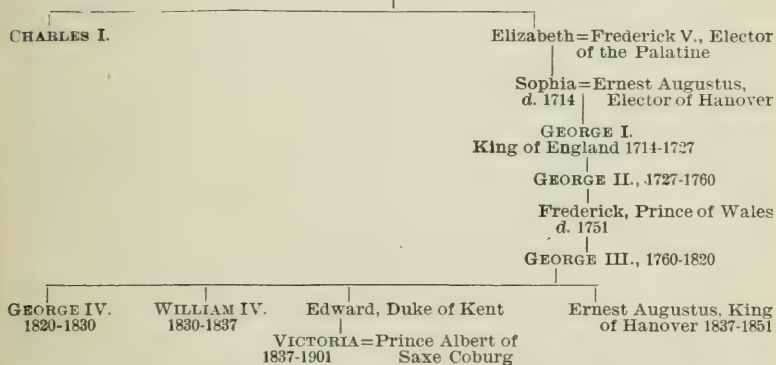 CHARLES I.
Elizabeth=Frederick V., Elector
of the Palatine
Sophia=Ernest Augustus,
d. 1714 Elector of Hanover
GEORGE I.
King of England 1714-1727
GEORGE II., 1727-1760
Frederick, Prince of Wales
d. 1751
GEORGE III., 1760-1820
GEORGE IV. WILLIAM IV. Edward, Duke of Kent Ernest Augustus, King
1820-1830 1830-1837 of Hanover 1837-1851
VICTORIA=Prince Albert of
1837-1901 Saxe Coburg